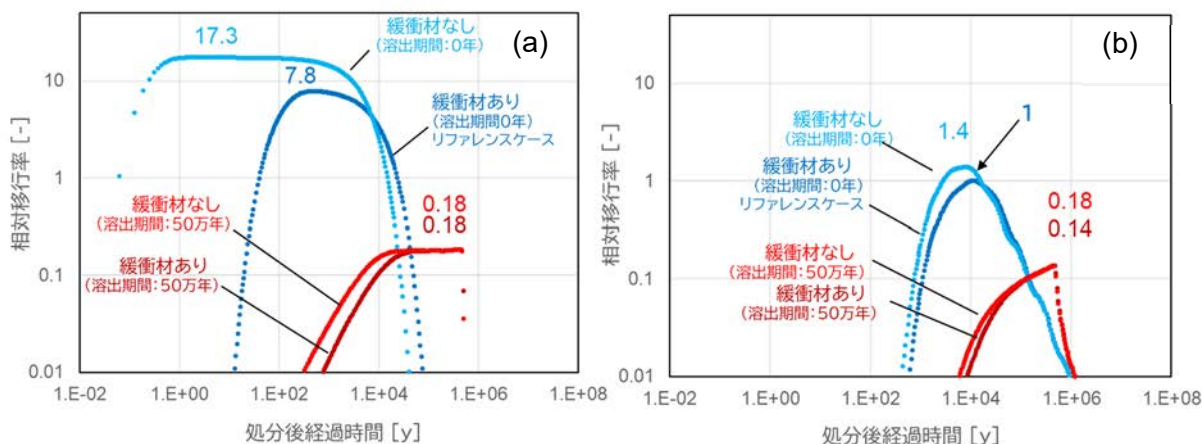 (a)
17.3
緩衝材なし
(溶出期間:0年)
7.8
緩衝材あり
(溶出期間0年)
リファレンスケース
緩衝材なし
(溶出期間:50万年)
緩衝材あり
(溶出期間:50万年)
0.18
0.18
相対移行率 [-]
10
1
0.1
0.01
1.E-02 1.E+00 1.E+02 1.E+04 1.E+06 1.E+08
処分後経過時間 [y]
(b)
緩衝材なし
(溶出期間:0年)
1.4
1
緩衝材あり
(溶出期間:0年)
リファレンスケース
緩衝材なし
(溶出期間:50万年)
緩衝材あり
(溶出期間:50万年)
0.18
0.14
相対移行率 [-]
10
1
0.1
0.01
1.E-02 1.E+00 1.E+02 1.E+04 1.E+06 1.E+08
処分後経過時間 [y]